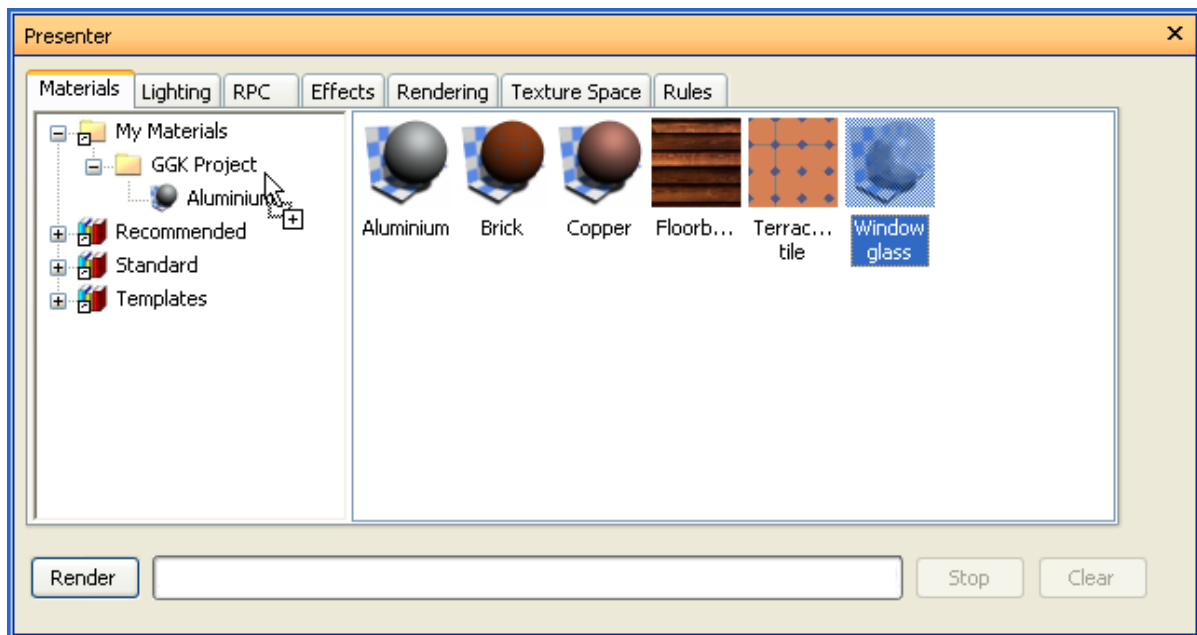 Presenter
Materials Lighting RPC Effects Rendering Texture Space Rules
My Materials
GGK Project
Aluminium
Recommended
Standard
Templates
Aluminium Brick Copper Floorb... Terrac... Window
tile glass
Render Stop Clear